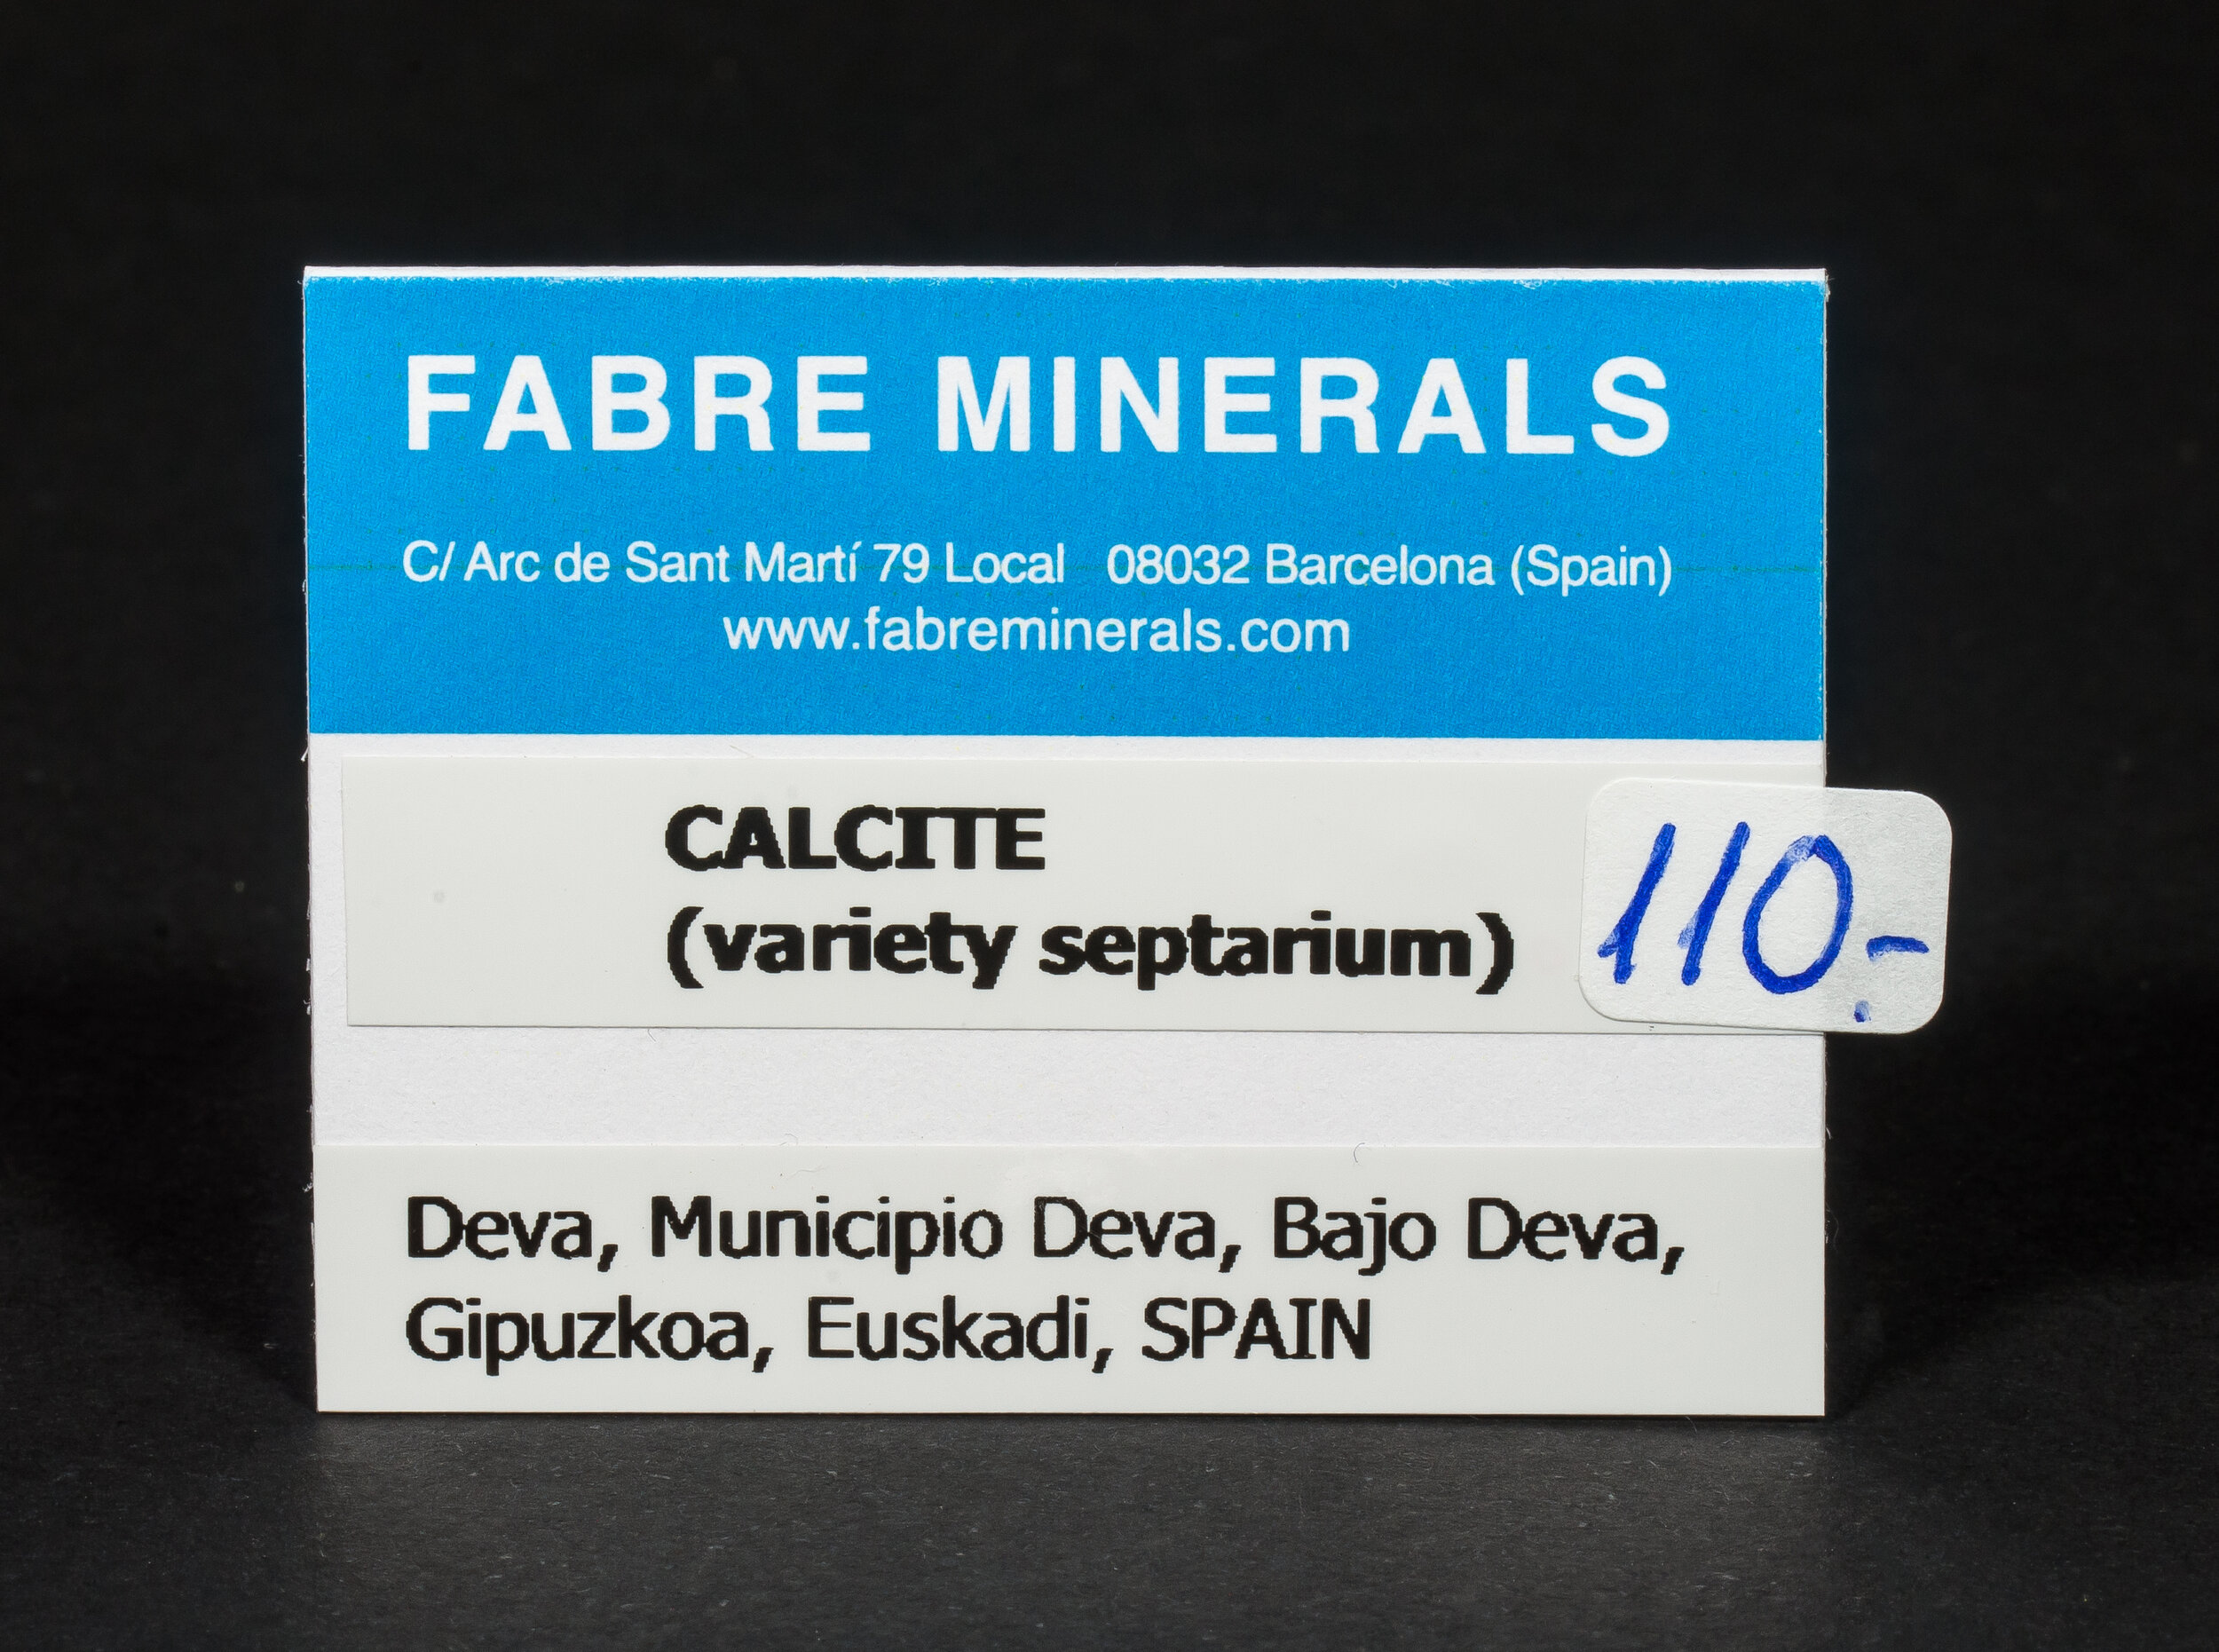 FABRE MINERALS
C/ Arc de Sant Martí 79 Local 08032 Barcelona (Spain)
www.fabreminerals.com
CALCITE
(variety septarium)
110.-
Deva, Municipio Deva, Bajo Deva,
Gipuzkoa, Euskadi, SPAIN